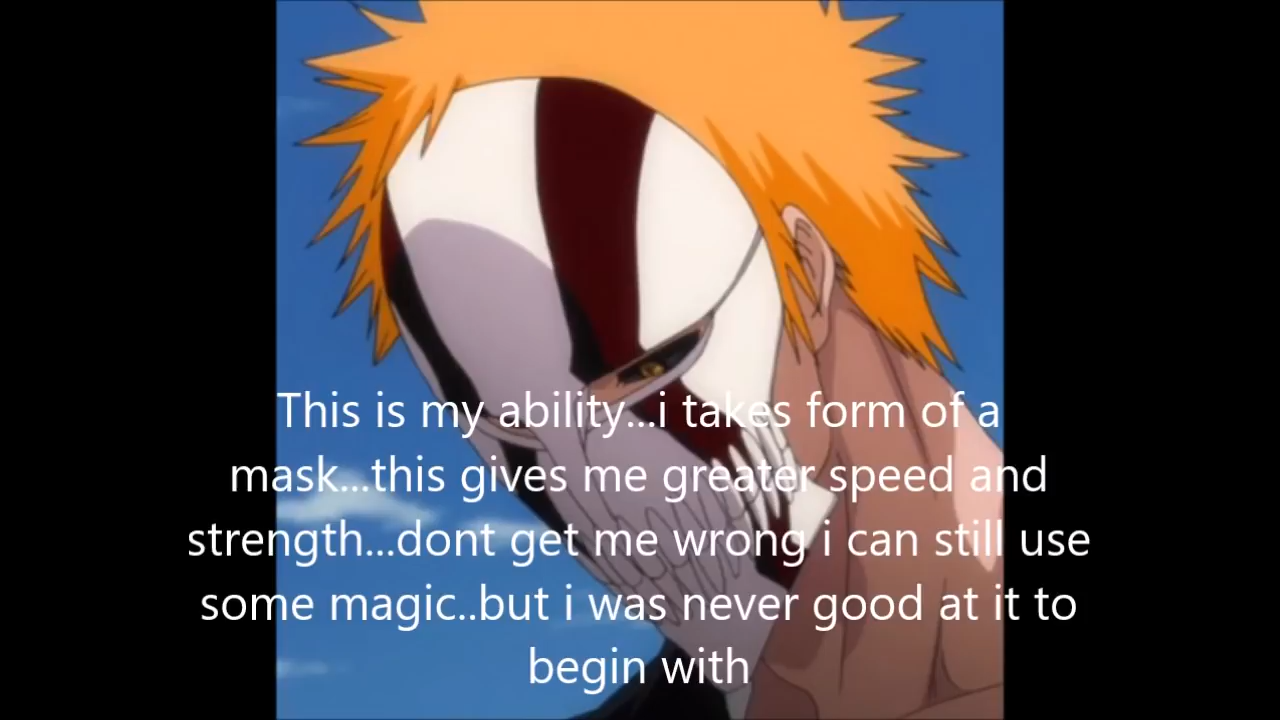 This is my ability...i takes form of a
mask...this gives me greater speed and
strength...dont get me wrong i can still use
some magic..but i was never good at it to
begin with